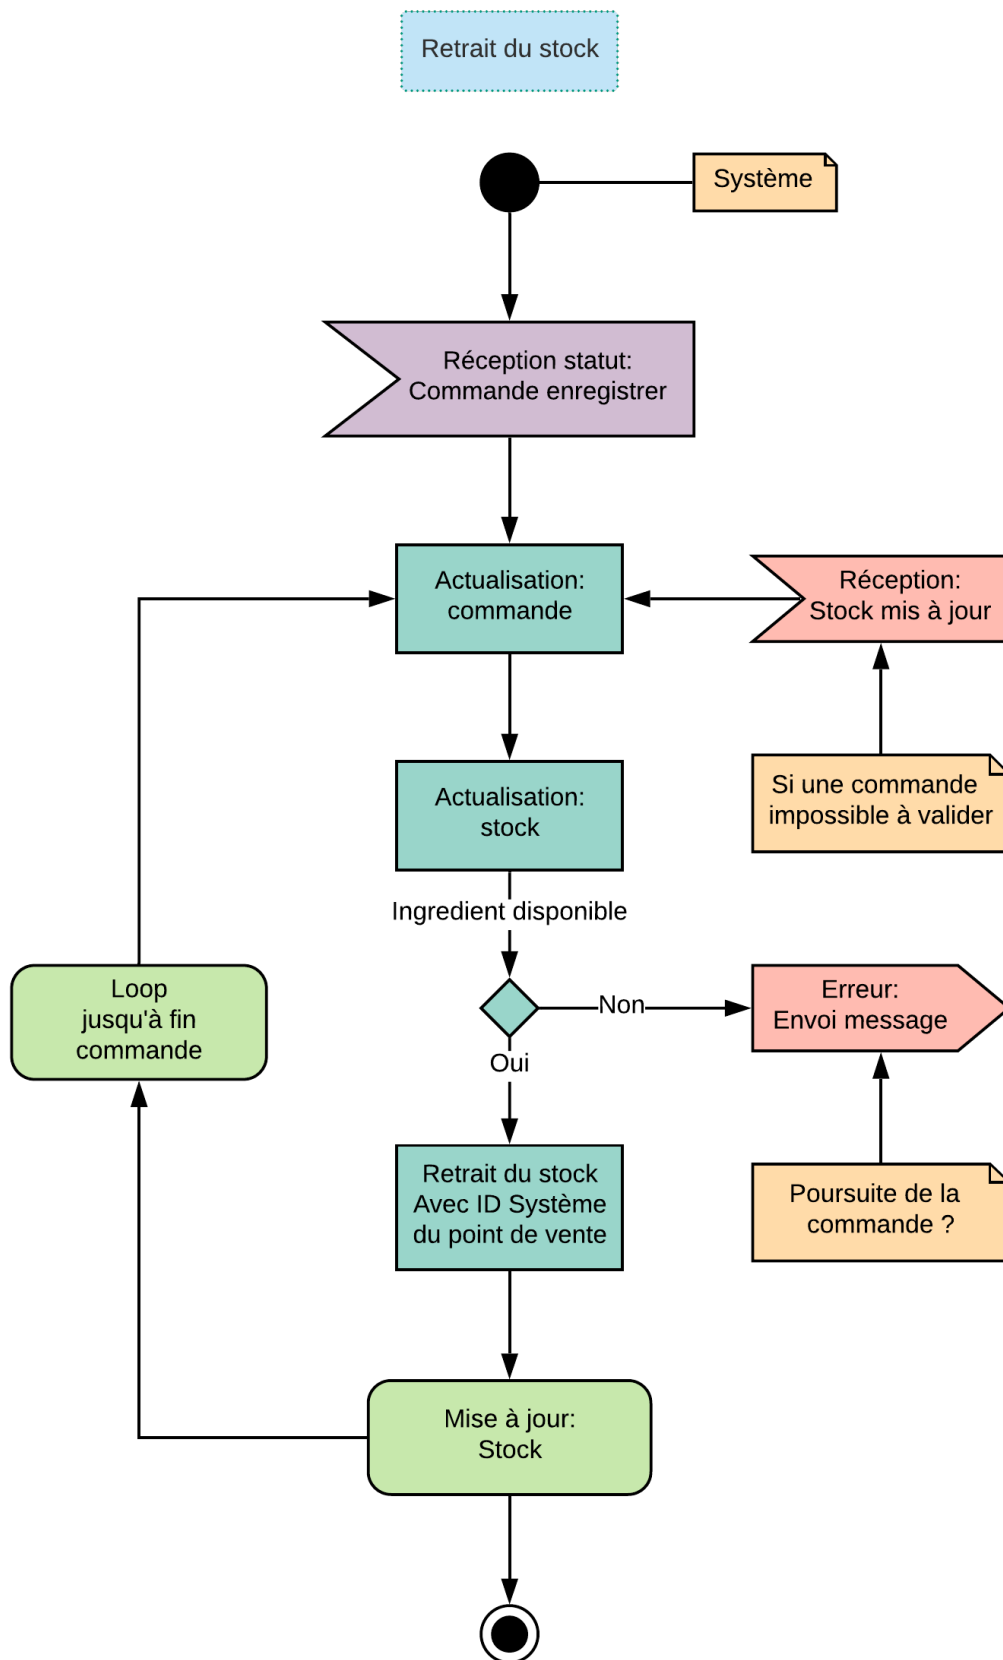 Retrait du stock
Système
Réception statut:
Commande enregistrer
Actualisation:
commande
Réception:
Stock mis à jour
Actualisation:
stock
Si une commande
impossible à valider
Ingredient disponible
Loop
jusqu'à fin
commande
Non
Erreur:
Envoi message
Oui
Retrait du stock
Avec ID Système
du point de vente
Poursuite de la
commande ?
Mise à jour:
Stock